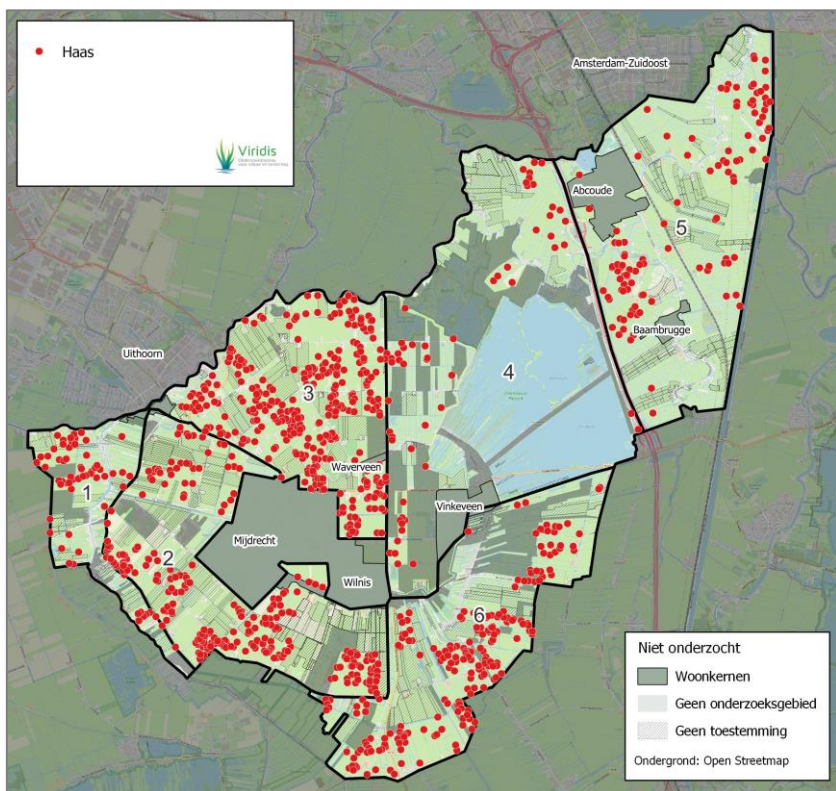 Haas
Viridis
Amsterdam-Zuidoost
Abcoude
5
Baambrugge
Uithoorn
3
4
Waverveen
1
Vinkeveen
Mijdrecht
2
Wilnis
6
Niet onderzocht
Woonkernen
Geen onderzoeksgebied
Geen toestemming
Ondergrond: Open Streetmap